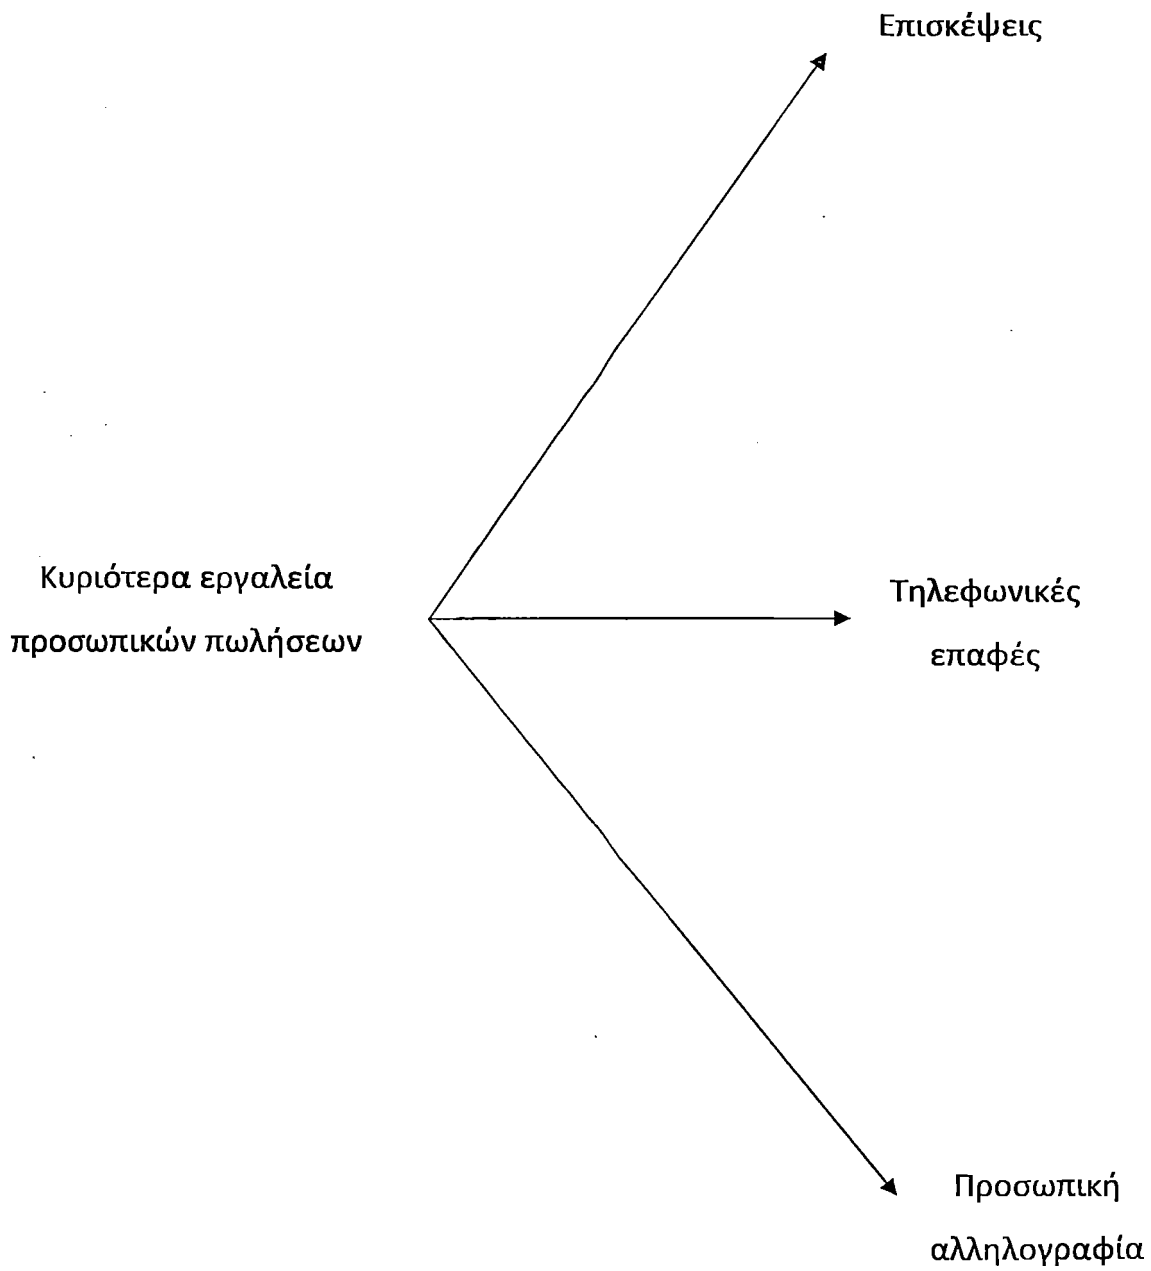 Επισκέψεις
Κυριότερα εργαλεία
προσωπικών πωλήσεων
Τηλεφωνικές
επαφές
Προσωπική
αλληλογραφία